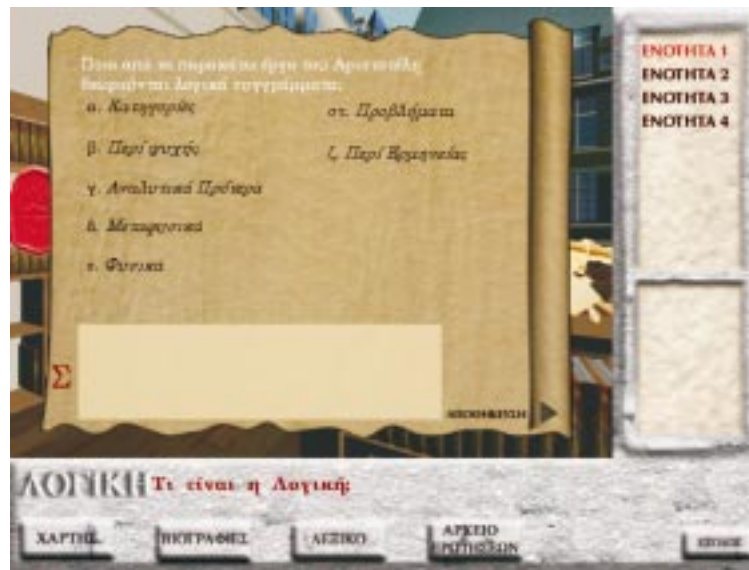 Ποια από τα παρακάτω έργα του Αριστοτέλη
θεωρούνται λογικά συγγράμματα;
α. Κατηγορίες
β. Περί ψυχής
γ. Αναλυτικά Πρότερα
δ. Μεταφυσικά
ε. Φυσικά
στ. Προβλήματα
ζ. Περί Ερμηνείας
Σ
ΑΠΟΘΗΚΕΥΣΗ
ΕΝΟΤΗΤΑ 1
ΕΝΟΤΗΤΑ 2
ΕΝΟΤΗΤΑ 3
ΕΝΟΤΗΤΑ 4
ΛΟΓΙΚΗ Τι είναι η Λογική;
ΧΑΡΤΗΣ
ΒΙΟΓΡΑΦΙΕΣ
ΛΕΞΙΚΟ
ΑΡΧΕΙΟ
ΕΡΩΤΗΣΕΩΝ
ΕΞΟΔΟΣ